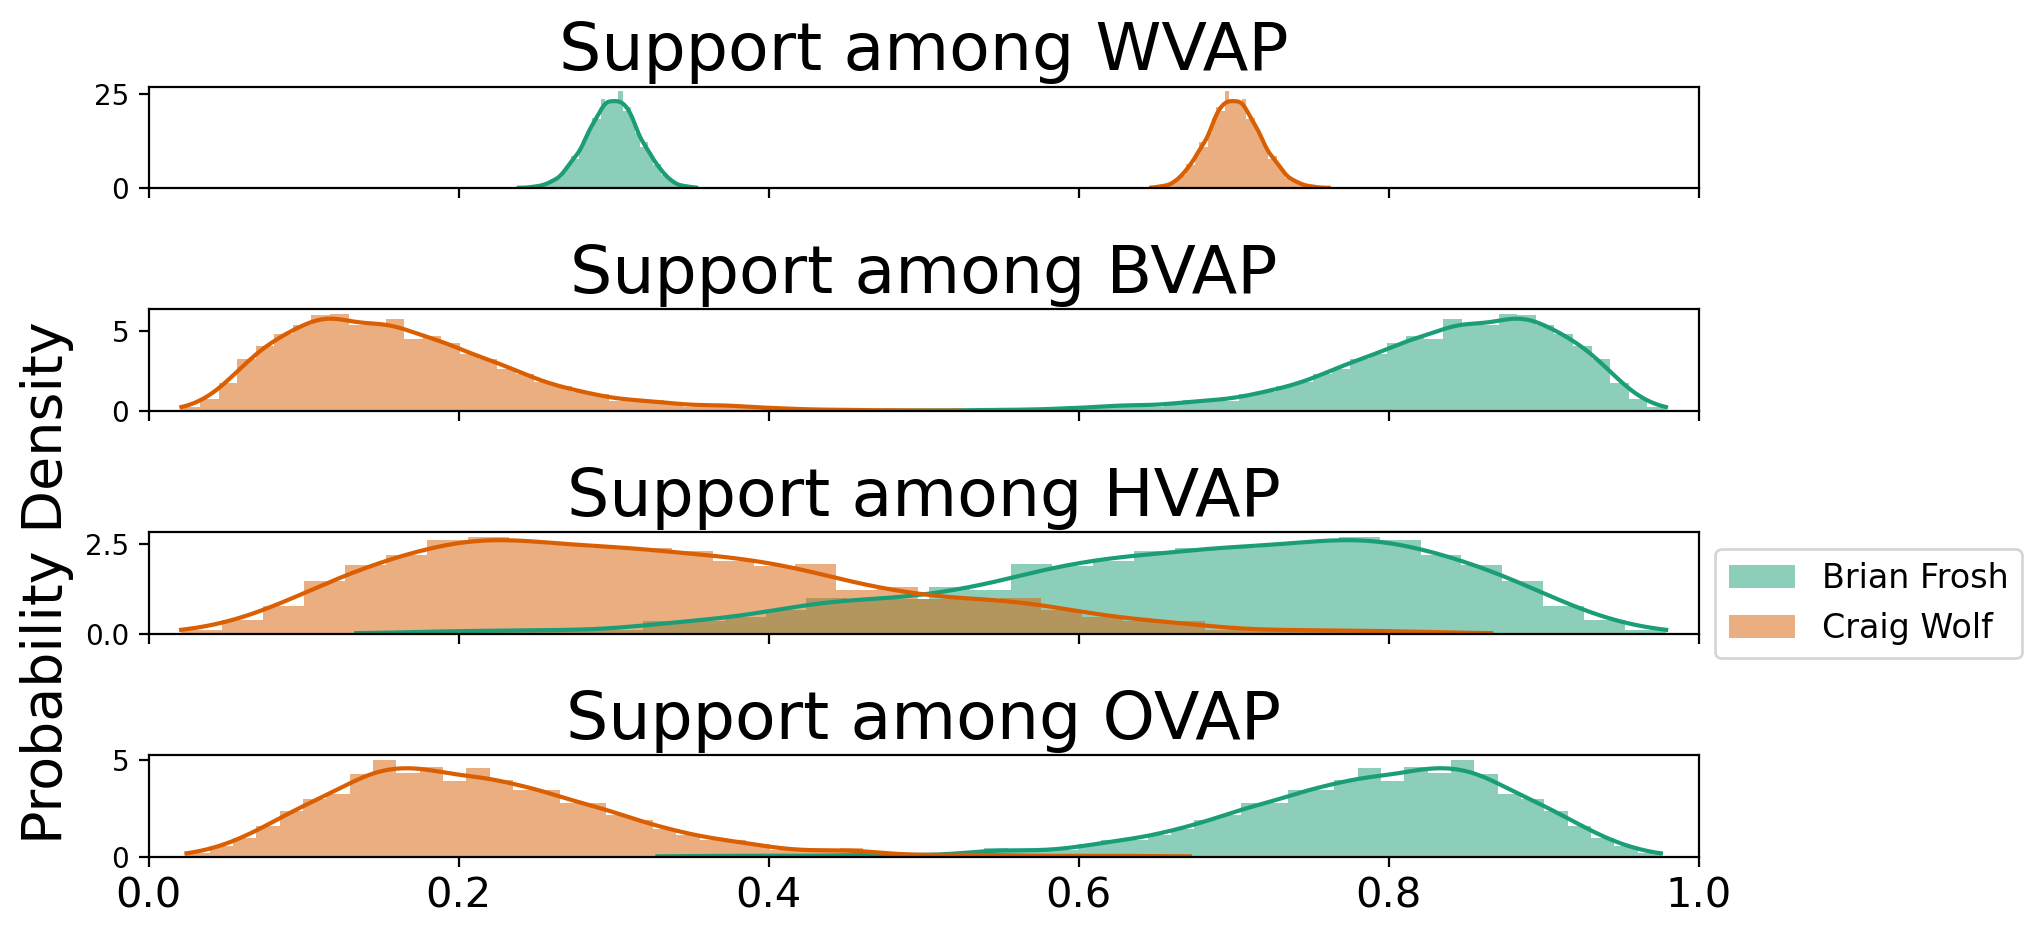 Support among WVAP
25
0
Support among BVAP
5
0
Support among HVAP
2.5
0.0
Support among OVAP
5
0
0.0 0.2 0.4 0.6 0.8 1.0
Probability Density
Brian Frosh
Craig Wolf